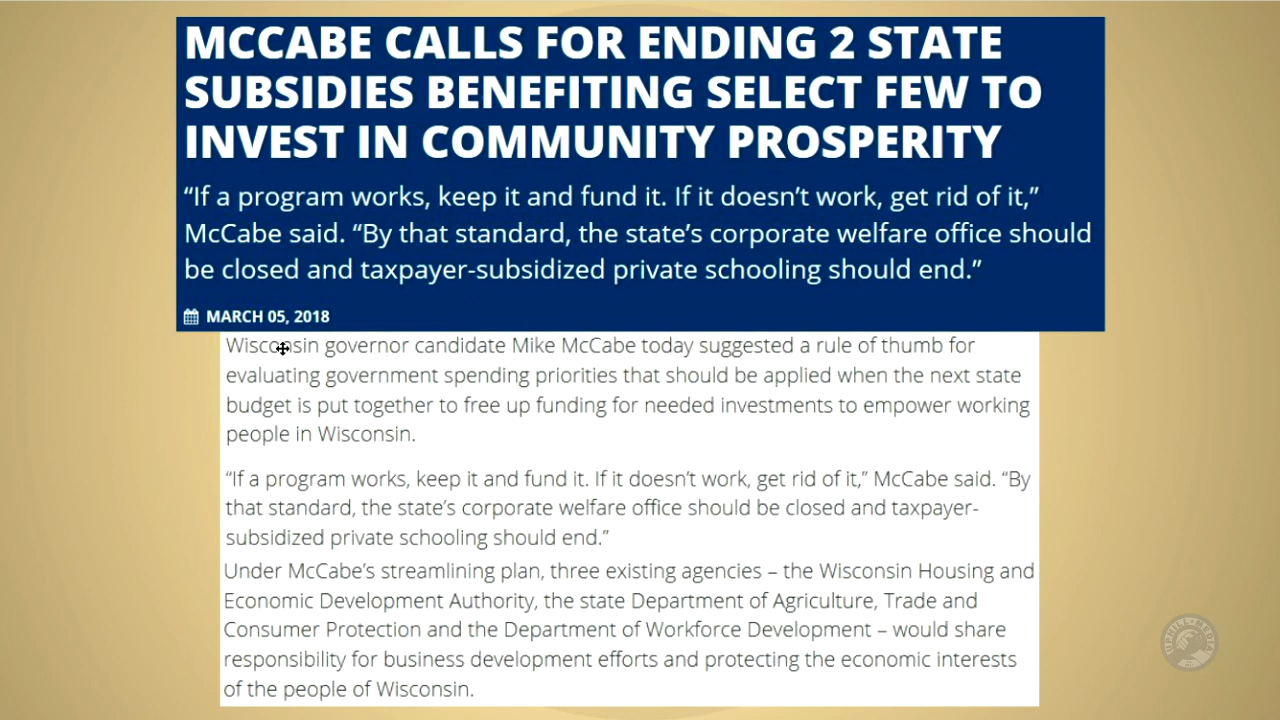 MCCABE CALLS FOR ENDING 2 STATE
SUBSIDIES BENEFITING SELECT FEW TO
INVEST IN COMMUNITY PROSPERITY
“If a program works, keep it and fund it. If it doesn’t work, get rid of it,”
McCabe said. “By that standard, the state’s corporate welfare office should
be closed and taxpayer-subsidized private schooling should end.”
MARCH 05, 2018
Wisconsin governor candidate Mike McCabe today suggested a rule of thumb for
evaluating government spending priorities that should be applied when the next state
budget is put together to free up funding for needed investments to empower working
people in Wisconsin.
“If a program works, keep it and fund it. If it doesn’t work, get rid of it,” McCabe said. “By
that standard, the state’s corporate welfare office should be closed and taxpayer-
subsidized private schooling should end.”
Under McCabe’s streamlining plan, three existing agencies – the Wisconsin Housing and
Economic Development Authority, the state Department of Agriculture, Trade and
Consumer Protection and the Department of Workforce Development – would share
responsibility for business development efforts and protecting the economic interests
of the people of Wisconsin.